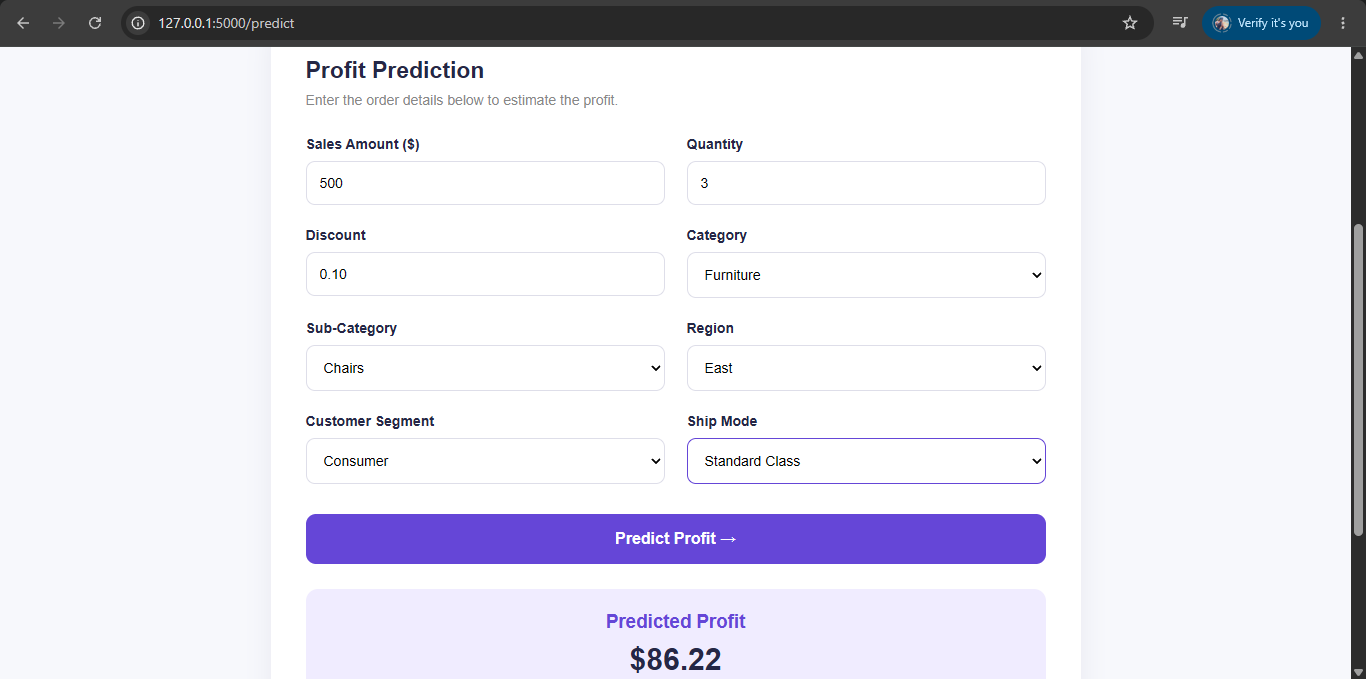 127.0.0.1:5000/predict
Verify it's you
Profit Prediction
Enter the order details below to estimate the profit.
Sales Amount ($)
Quantity
500
3
Discount
Category
0.10
Furniture
Sub-Category
Region
Chairs
East
Customer Segment
Ship Mode
Consumer
Standard Class
Predict Profit →
Predicted Profit
$86.22